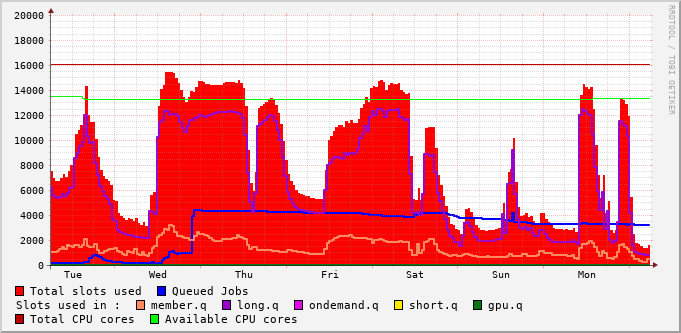 20000
18000
16000
14000
12000
10000
8000
6000
4000
2000
0
Tue Wed Thu Fri Sat Sun Mon
Total slots used Queued Jobs
Slots used in : member.q long.q ondemand.q short.q gpu.q
Total CPU cores Available CPU cores
RRDTOOL / TOBI OETIKER